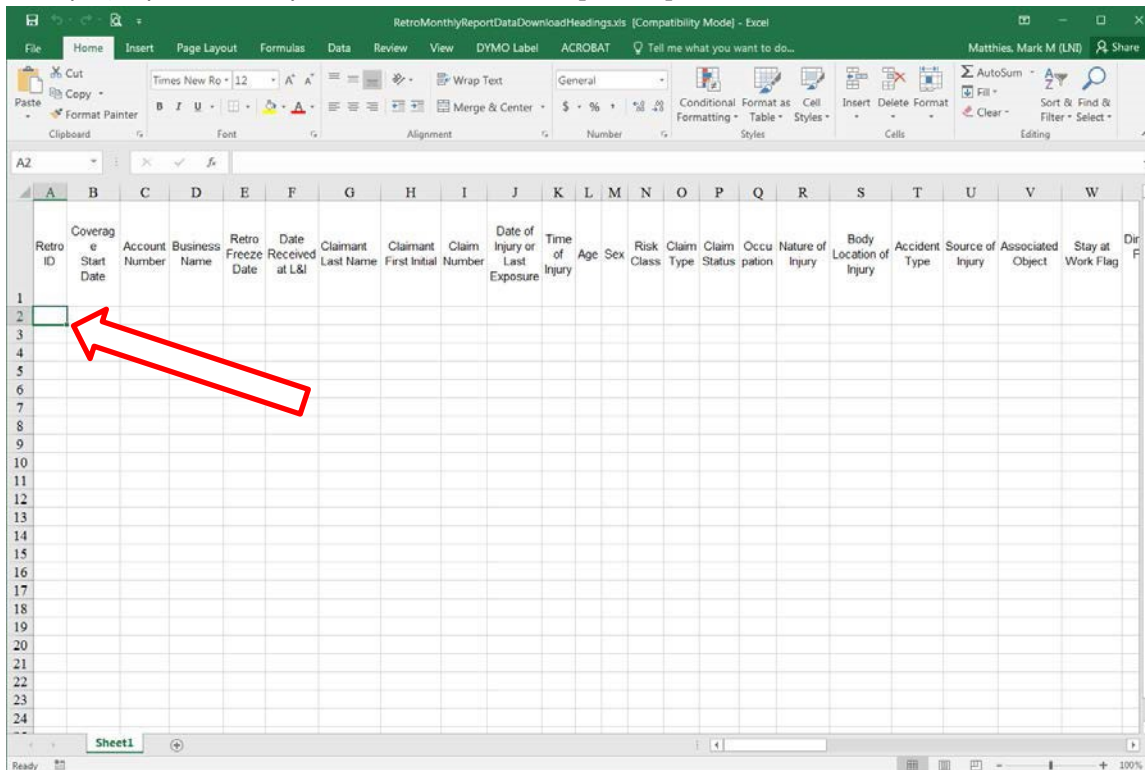 RetroMonthlyReportDataDownloadHeadings.xls [Compatibility Mode] - Excel
File Home Insert Page Layout Formulas Data Review View DYMO Label ACROBAT Tell me what you want to do... Matthies, Mark M (LNI) Share
Paste
Cut
Copy
Format Painter
Times New Ro 12 A A
B I U A
Wrap Text
Merge & Center
General
$ % ,
Conditional Formatting
Format as Table
Cell Styles
Insert Delete Format
AutoSum
Fill
Clear
Sort & Filter
Find & Select
Clipboard Font Alignment Number Styles Cells Editing
A2 fx
A B C D E F G H I J K L M N O P Q R S T U V W
Retro ID
Coverag e Start Date
Account Number
Business Name
Retro Freeze Date
Date Received at L&I
Claimant Last Name
Claimant First Initial
Claim Number
Date of Injury or Last Exposure
Time of Injury
Age
Sex
Risk Class
Claim Type
Claim Status
Occu pation
Nature of Injury
Body Location of Injury
Accident Type
Source of Injury
Associated Object
Stay at Work Flag
Dir
F
1
2
3
4
5
6
7
8
9
10
11
12
13
14
15
16
17
18
19
20
21
22
23
24
Sheet1
Ready 100%